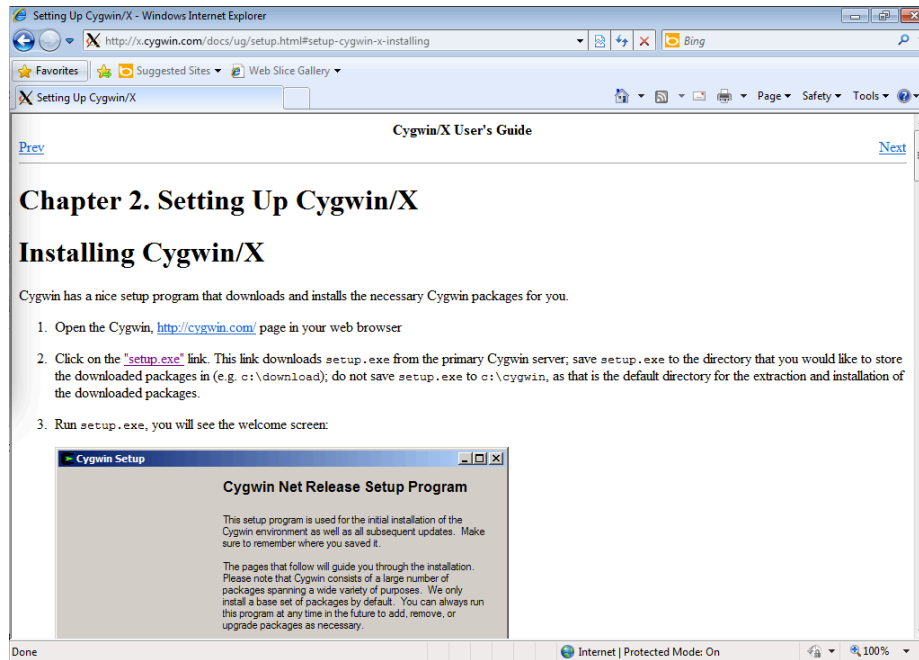 Setting Up Cygwin/X - Windows Internet Explorer
http://x.cygwin.com/docs/ug/setup.html#setup-cygwin-x-installing
Bing
Favorites Suggested Sites Web Slice Gallery
Setting Up Cygwin/X
Page Safety Tools
Cygwin/X User's Guide
Prev Next
Chapter 2. Setting Up Cygwin/X
Installing Cygwin/X
Cygwin has a nice setup program that downloads and installs the necessary Cygwin packages for you.
1. Open the Cygwin, http://cygwin.com/ page in your web browser
2. Click on the "setup.exe" link. This link downloads setup.exe from the primary Cygwin server; save setup.exe to the directory that you would like to store
the downloaded packages in (e.g. c:\download); do not save setup.exe to c:\cygwin, as that is the default directory for the extraction and installation of
the downloaded packages.
3. Run setup.exe, you will see the welcome screen:
Cygwin Setup
Cygwin Net Release Setup Program
This setup program is used for the initial installation of the
Cygwin environment as well as all subsequent updates. Make
sure to remember where you saved it.
The pages that follow will guide you through the installation.
Please note that Cygwin consists of a large number of
packages spanning a wide variety of purposes. We only
install a base set of packages by default. You can always run
this program at any time in the future to add, remove, or
upgrade packages as necessary.
Done Internet | Protected Mode: On 100%